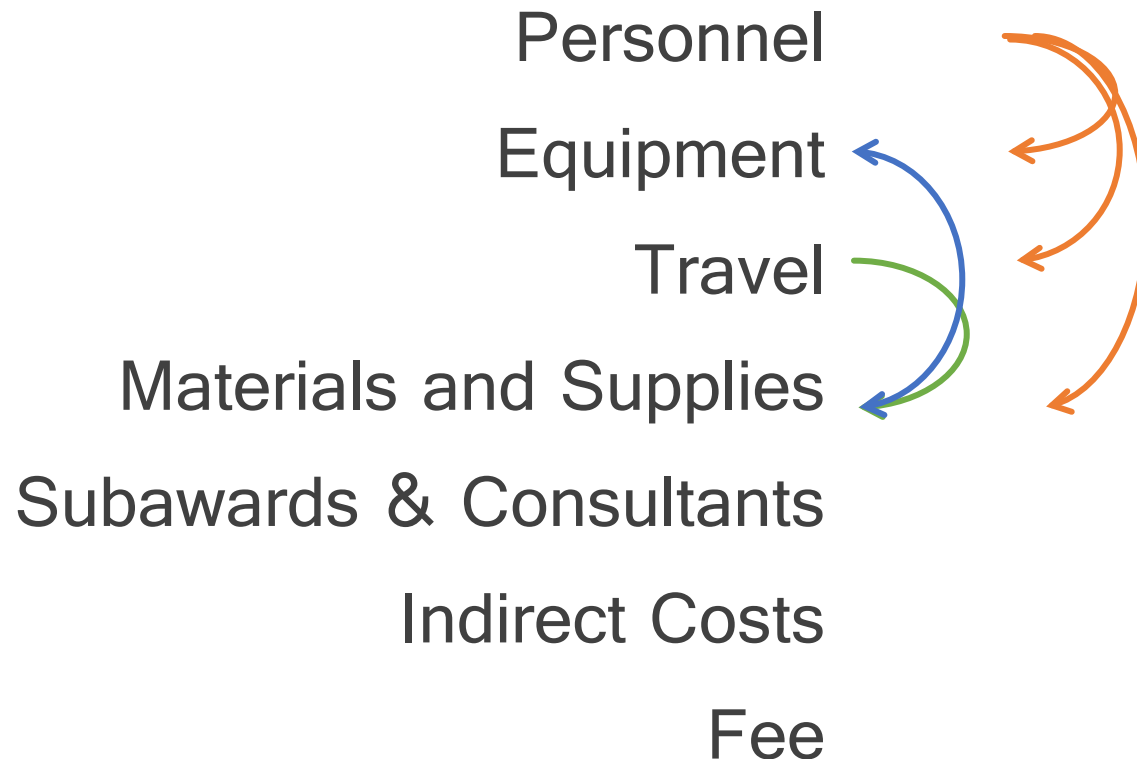 Personnel
Equipment
Travel
Materials and Supplies
Subawards & Consultants
Indirect Costs
Fee